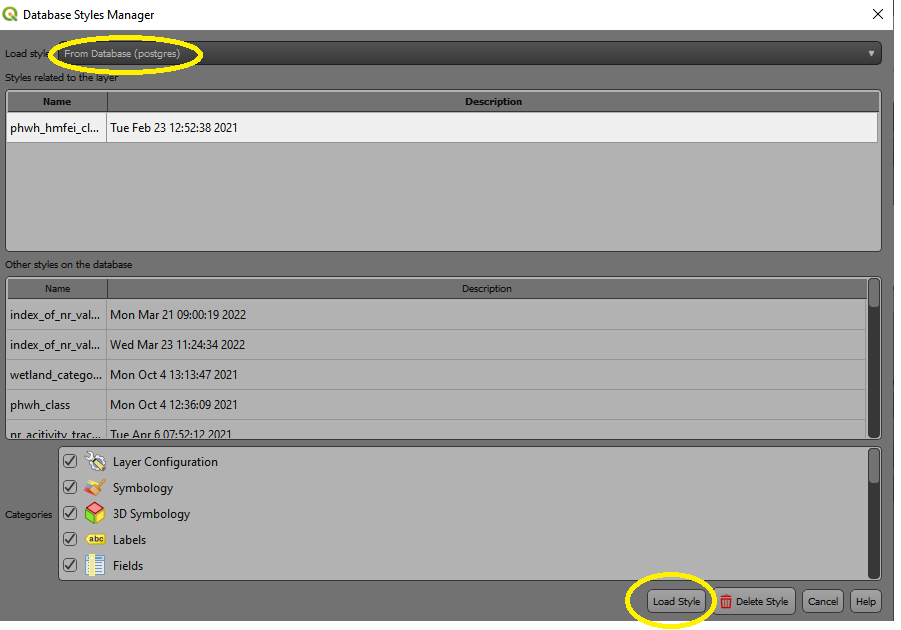 Database Styles Manager
Load style From Database (postgres)
Styles related to the layer
Name Description
phwh_hmfei_cl... Tue Feb 23 12:52:38 2021
Other styles on the database
Name Description
index_of_nr_val... Mon Mar 21 09:00:19 2022
index_of_nr_val... Wed Mar 23 11:24:34 2022
wetland_catego... Mon Oct 4 13:13:47 2021
phwh_class Mon Oct 4 12:36:09 2021
nr_acitivity_trac... Tue Apr 6 07:52:12 2021
Layer Configuration
Symbology
3D Symbology
Categories
abc Labels
Fields
Load Style Delete Style Cancel Help